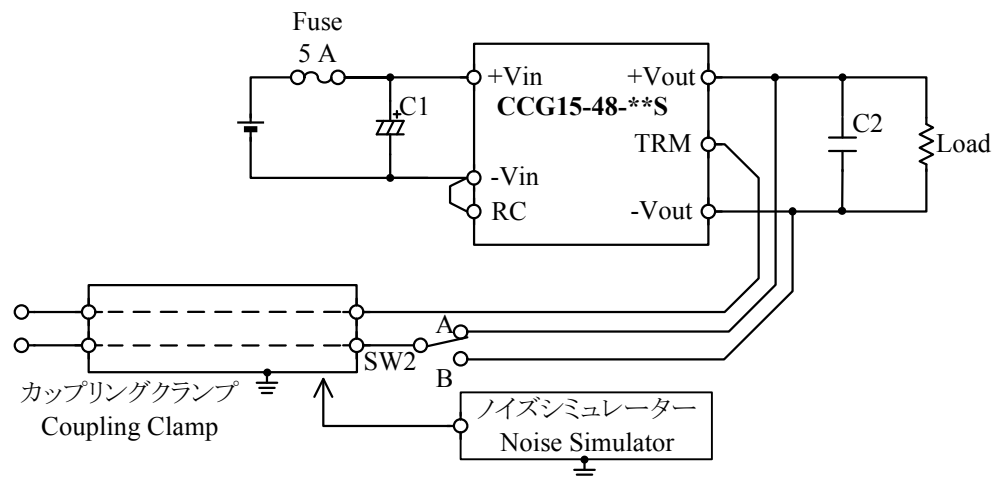 Fuse
5 A
+
C1
+Vin
+Vout
CCG15-48-**S
TRM
-Vin
RC
-Vout
C2
Load
A
SW2
B
カップリングクランプ
Coupling Clamp
ノイズシミュレーター
Noise Simulator